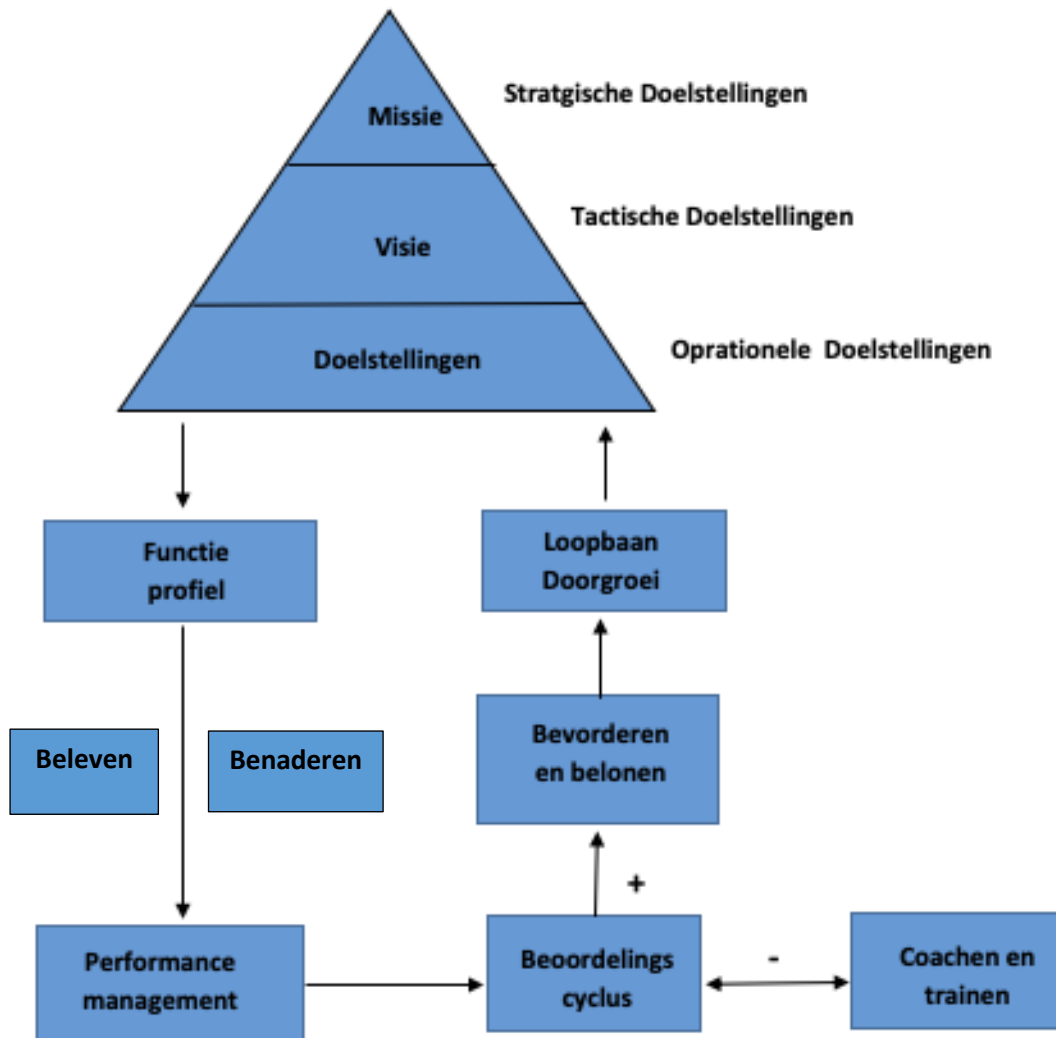 Stratgische Doelstellingen
Missie
Tactische Doelstellingen
Visie
Oprationele Doelstellingen
Doelstellingen
Functie
profiel
Loopbaan
Doorgroei
Beleven
Benaderen
Bevorderen
en belonen
+
Performance
management
Beoordelings
cyclus
-
Coachen en
trainen